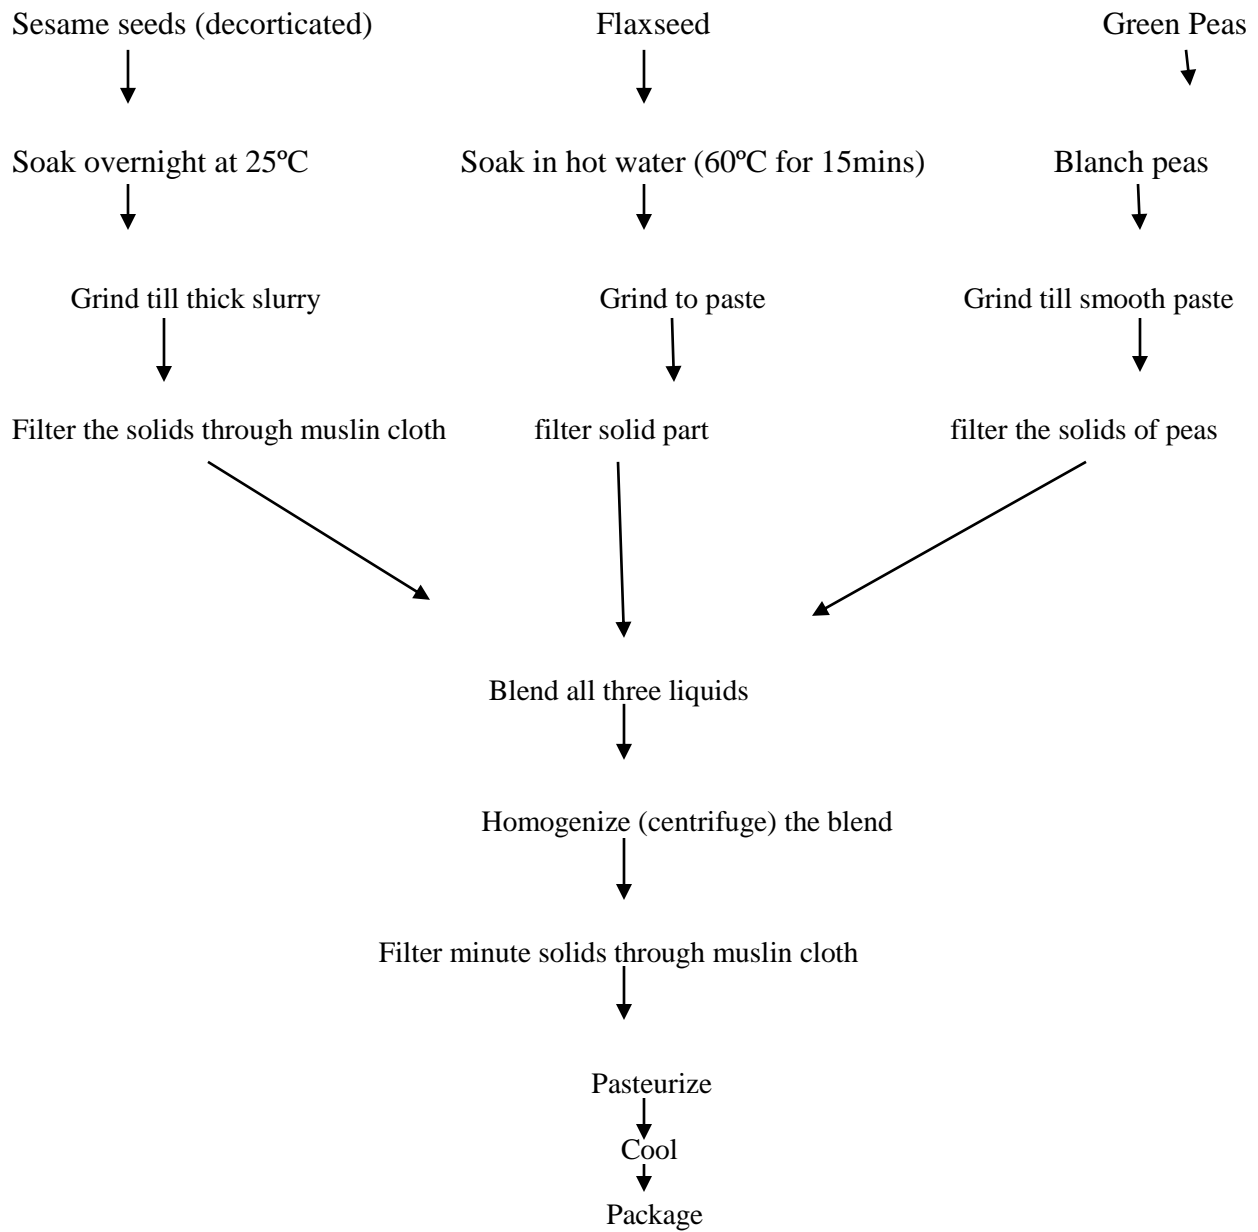 Sesame seeds (decorticated)
Flaxseed
Green Peas
Soak overnight at 25ºC
Soak in hot water (60ºC for 15mins)
Blanch peas
Grind till thick slurry
Grind to paste
Grind till smooth paste
Filter the solids through muslin cloth
filter solid part
filter the solids of peas
Blend all three liquids
Homogenize (centrifuge) the blend
Filter minute solids through muslin cloth
Pasteurize
Cool
Package